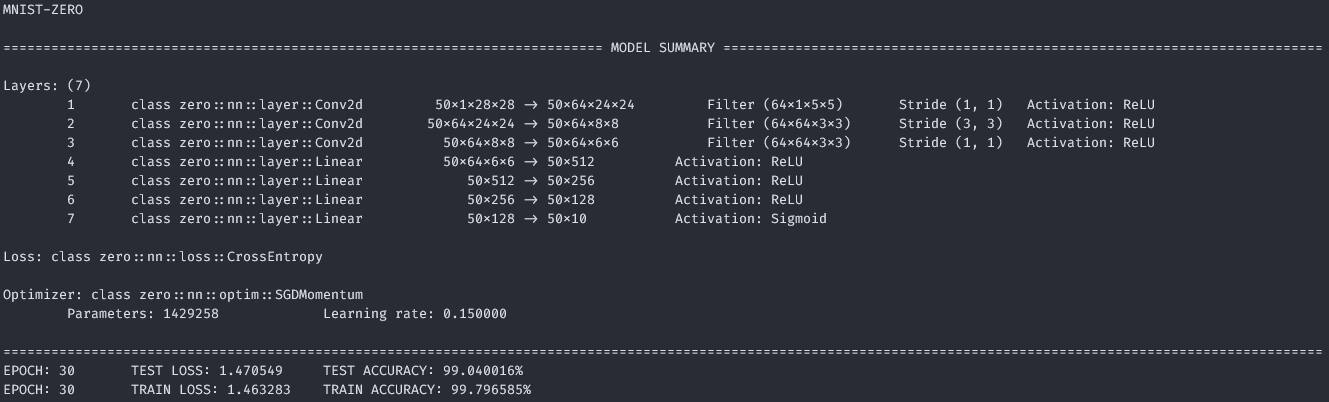 MNIST-ZERO
=========================================================================== MODEL SUMMARY ===========================================================================
Layers: (7)
1 class zero::nn::layer::Conv2d 50×1×28×28 -> 50×64×24×24 Filter (64×1×5×5) Stride (1, 1) Activation: ReLU
2 class zero::nn::layer::Conv2d 50×64×24×24 -> 50×64×8×8 Filter (64×64×3×3) Stride (3, 3) Activation: ReLU
3 class zero::nn::layer::Conv2d 50×64×8×8 -> 50×64×6×6 Filter (64×64×3×3) Stride (1, 1) Activation: ReLU
4 class zero::nn::layer::Linear 50×64×6×6 -> 50×512 Activation: ReLU
5 class zero::nn::layer::Linear 50×512 -> 50×256 Activation: ReLU
6 class zero::nn::layer::Linear 50×256 -> 50×128 Activation: ReLU
7 class zero::nn::layer::Linear 50×128 -> 50×10 Activation: Sigmoid
Loss: class zero::nn::loss::CrossEntropy
Optimizer: class zero::nn::optim::SGDMomentum
Parameters: 1429258 Learning rate: 0.150000
=====================================================================================================================================================================
EPOCH: 30 TEST LOSS: 1.470549 TEST ACCURACY: 99.040016%
EPOCH: 30 TRAIN LOSS: 1.463283 TRAIN ACCURACY: 99.796585%